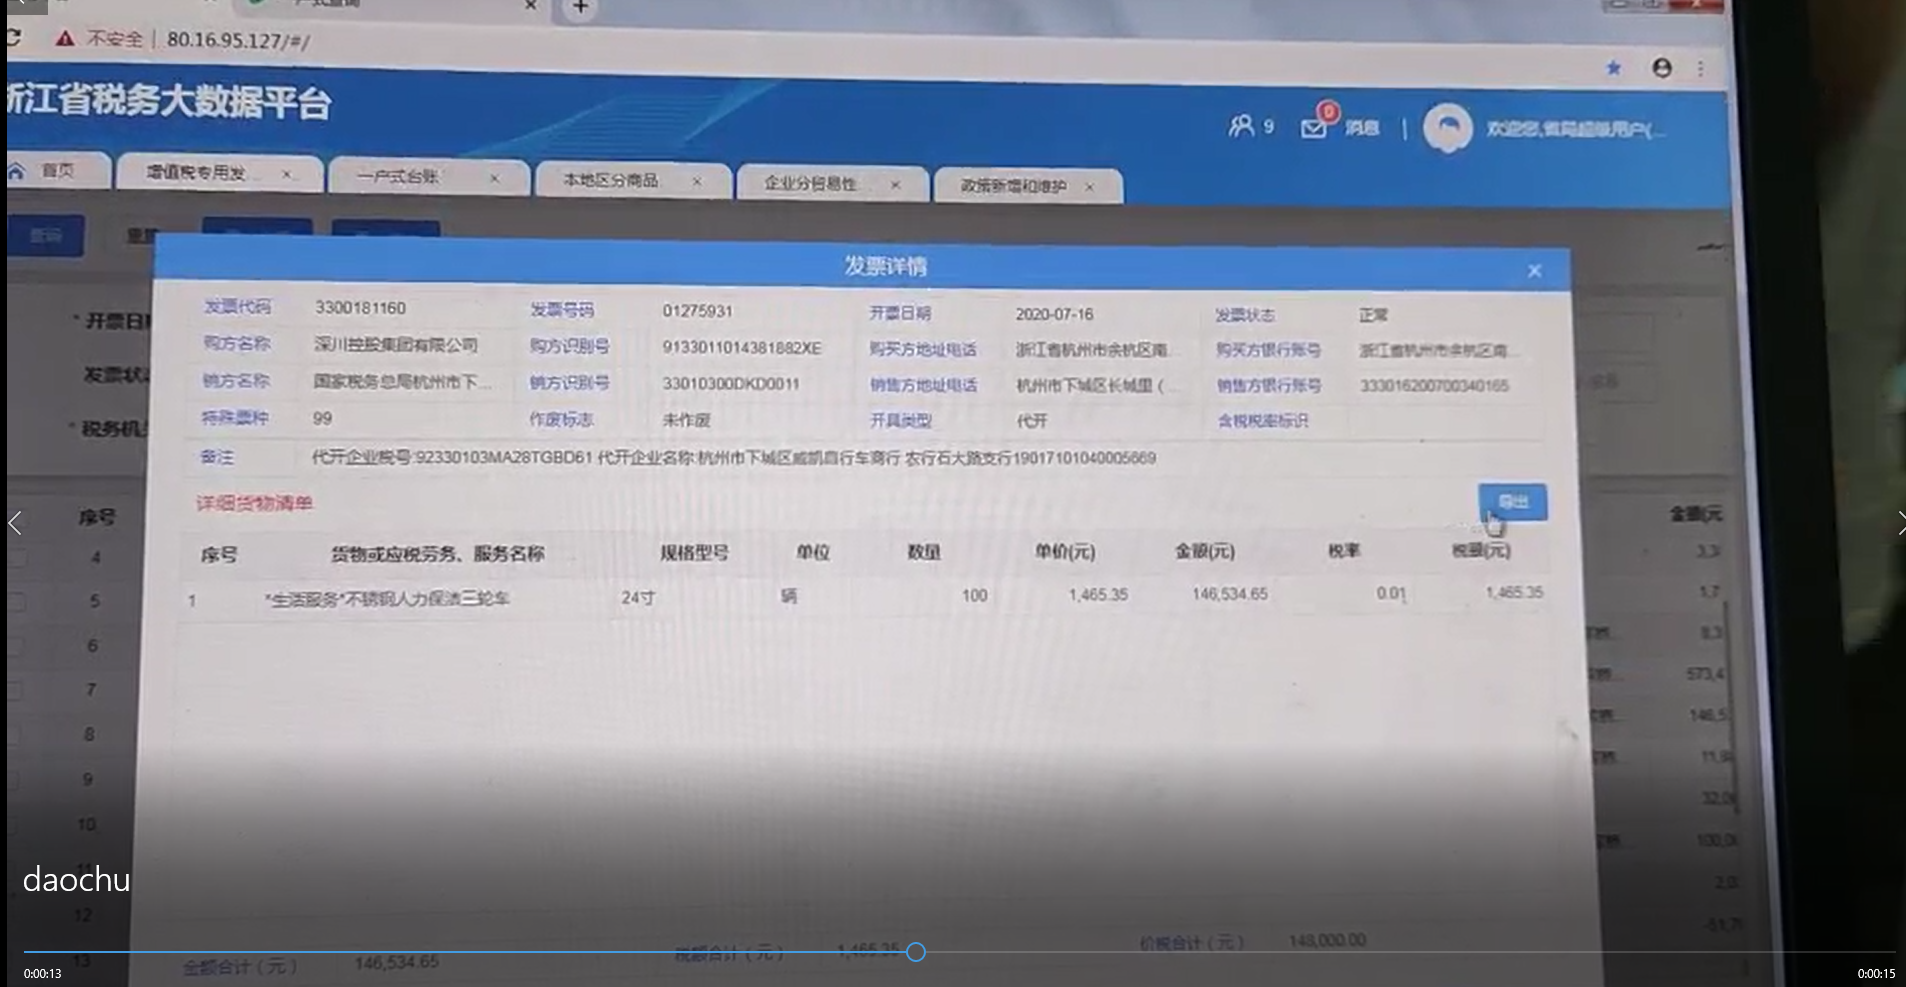 不安全 | 80.16.95.127/#/
浙江省税务大数据平台
9 0 消息 | 欢迎您,省局超级用户(...
首页 增值税专用发... 一户式台账 本地区分商品 企业分贸易性 政策新增和维护
查询
发票详情
* 开票日期
发票状态
* 税务机关
发票代码 3300181160 发票号码 01275931 开票日期 2020-07-16 发票状态 正常
购方名称 深川控股集团有限公司 购方识别号 9133011014381882XE 购买方地址电话 浙江省杭州市余杭区南... 购买方银行账号 浙江省杭州市余杭区南...
销方名称 国家税务总局杭州市下... 销方识别号 33010300DKD0011 销售方地址电话 杭州市下城区长城里 (... 销售方银行账号 3330162007003401​65
特殊票种 99 作废标志 未作废 开具类型 代开 含税税率标识
备注 代开企业税号:92330103MA28TGBD61 代开企业名称:杭州市下城区威凯自行车商行 农行石大路支行19017101040005669
详细货物清单 导出
序号 金额(元
序号 货物或应税劳务、服务名称 规格型号 单位 数量 单价(元) 金额(元) 税率 税额(元)
1 *生活服务*不锈钢人力保洁三轮车 24寸 辆 100 1,465.35 146,534.65 0.01 1,465.35
4 3,3
5 1,7
6 8,3
7 573,4
8 146,5
9 11,8
32,0
10 100,0
2,0
12
13
金额合计（元） 146,534.65 税额合计（元） 1,465.35 价税合计（元） 148,000.00
daochu
0:00:13 0:00:15